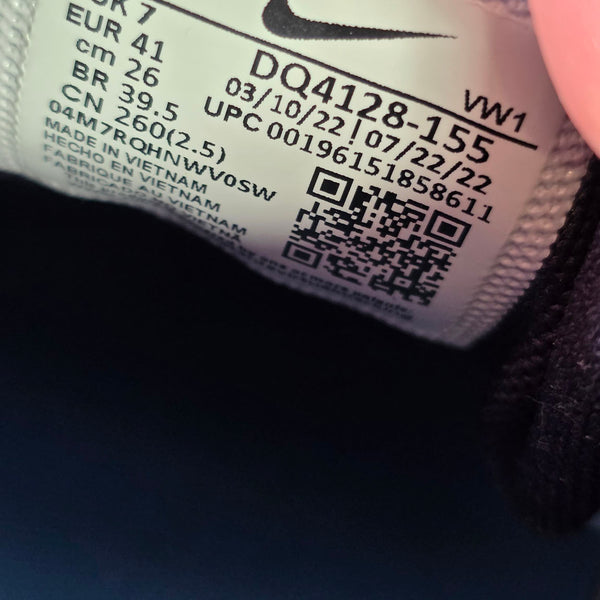 UK 7
EUR 41
cm 26
BR 39.5
CN 260(2.5)
04M7RQHNWV0SW
MADE IN VIETNAM
HECHO EN VIETNAM
FABRIQUE AU VIETNAM
VIETNAM
VW1
DQ4128-155
03/10/22 | 07/22/22
UPC 00196151858611